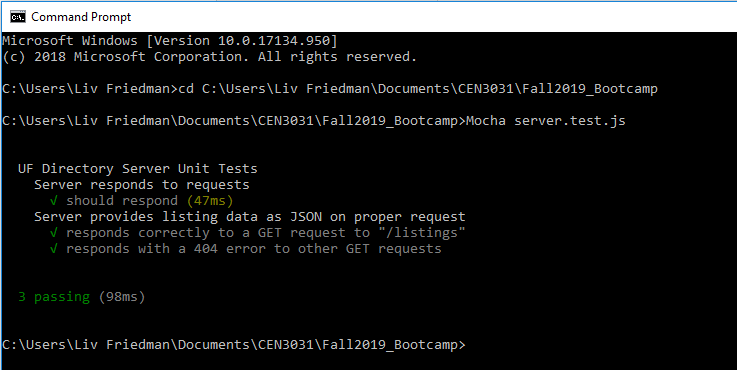 Command Prompt
Microsoft Windows [Version 10.0.17134.950]
(c) 2018 Microsoft Corporation. All rights reserved.
C:\Users\Liv Friedman>cd C:\Users\Liv Friedman\Documents\CEN3031\Fall2019_Bootcamp
C:\Users\Liv Friedman\Documents\CEN3031\Fall2019_Bootcamp>Mocha server.test.js
UF Directory Server Unit Tests
Server responds to requests
√ should respond (47ms)
Server provides listing data as JSON on proper request
√ responds correctly to a GET request to "/listings"
√ responds with a 404 error to other GET requests
3 passing (98ms)
C:\Users\Liv Friedman\Documents\CEN3031\Fall2019_Bootcamp>